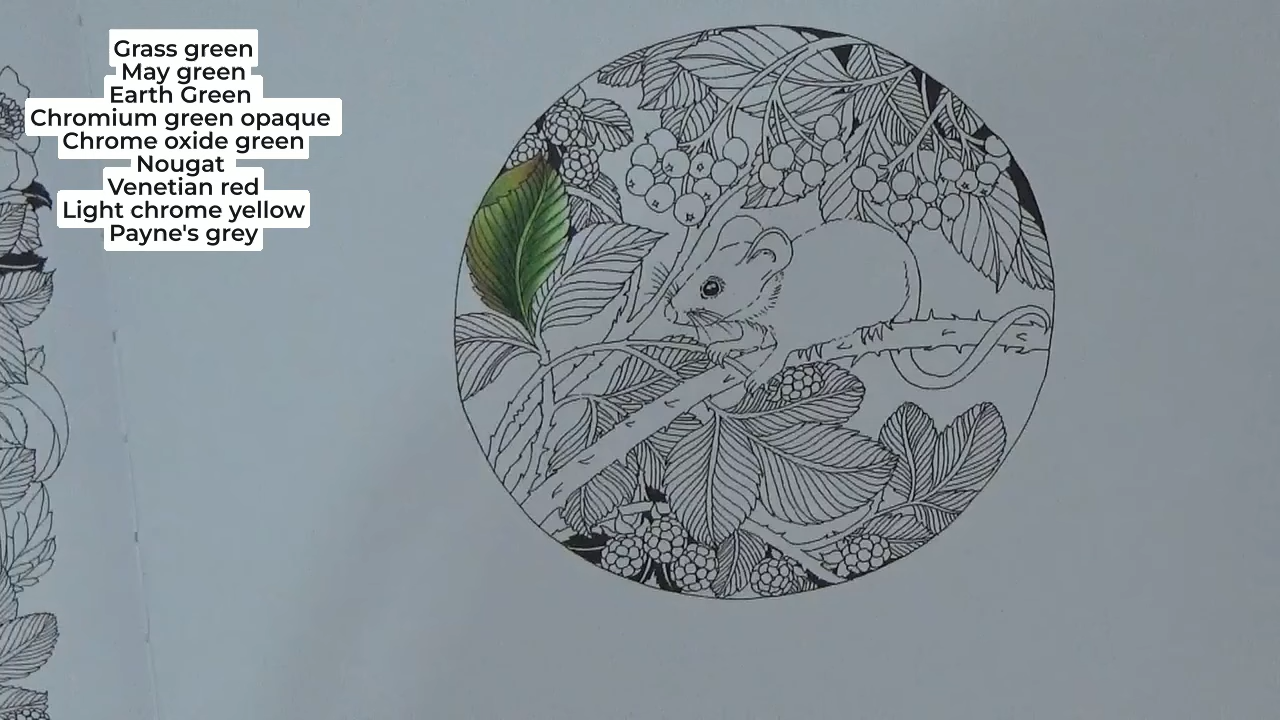 Grass green
May green
Earth Green
Chromium green opaque
Chrome oxide green
Nougat
Venetian red
Light chrome yellow
Payne's grey